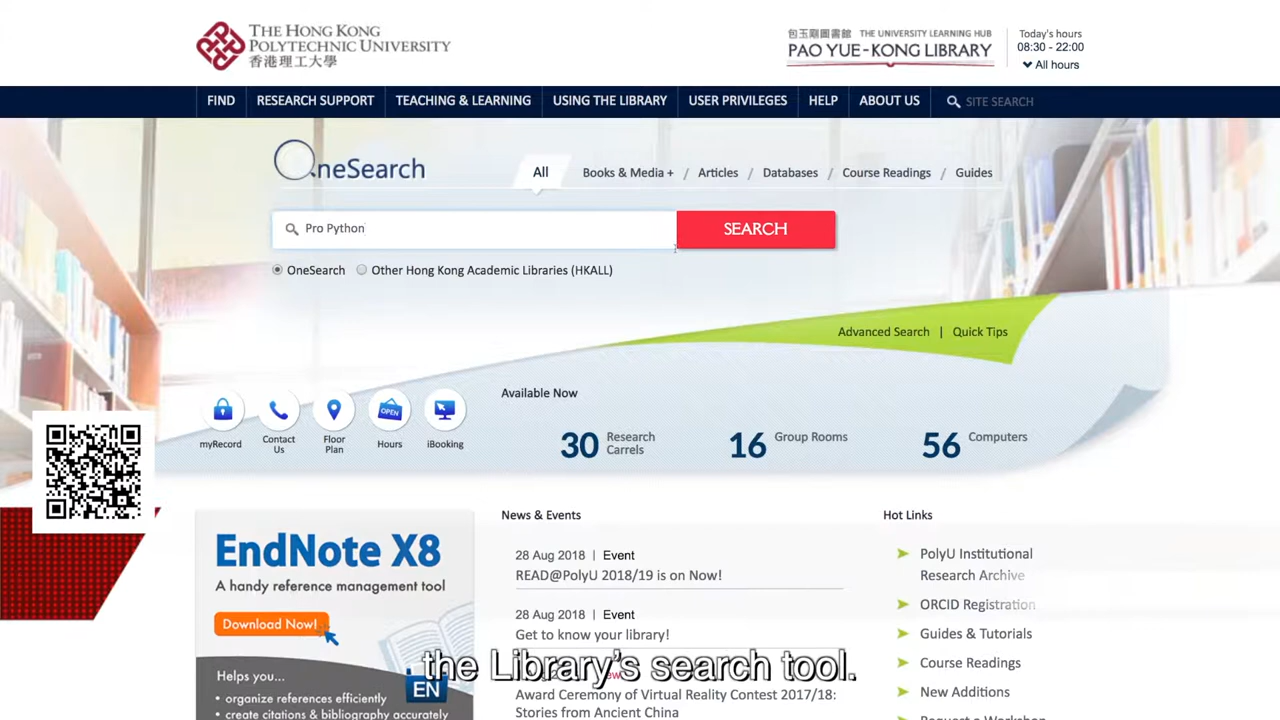 THE HONG KONG
POLYTECHNIC UNIVERSITY
香港理工大學
包玉剛圖書館 THE UNIVERSITY LEARNING HUB
PAO YUE-KONG LIBRARY
Today's hours
08:30 - 22:00
All hours
FIND RESEARCH SUPPORT TEACHING & LEARNING USING THE LIBRARY USER PRIVILEGES HELP ABOUT US SITE SEARCH
OneSearch
All Books & Media + / Articles / Databases / Course Readings / Guides
Pro Python
SEARCH
OneSearch Other Hong Kong Academic Libraries (HKALL)
Advanced Search | Quick Tips
myRecord
Contact
Us
Floor
Plan
OPEN
Hours
iBooking
Available Now
30 Research
Carrels
16 Group Rooms
56 Computers
EndNote X8
A handy reference management tool
Download Now!
Helps you...
• organize references efficiently
• create citations & bibliography accurately
EN
News & Events
28 Aug 2018 | Event
READ@PolyU 2018/19 is on Now!
28 Aug 2018 | Event
Get to know your library!
Award Ceremony of Virtual Reality Contest 2017/18:
Stories from Ancient China
Hot Links
PolyU Institutional
Research Archive
ORCID Registration
Guides & Tutorials
Course Readings
New Additions
Request a Workshop
the Library's search tool.